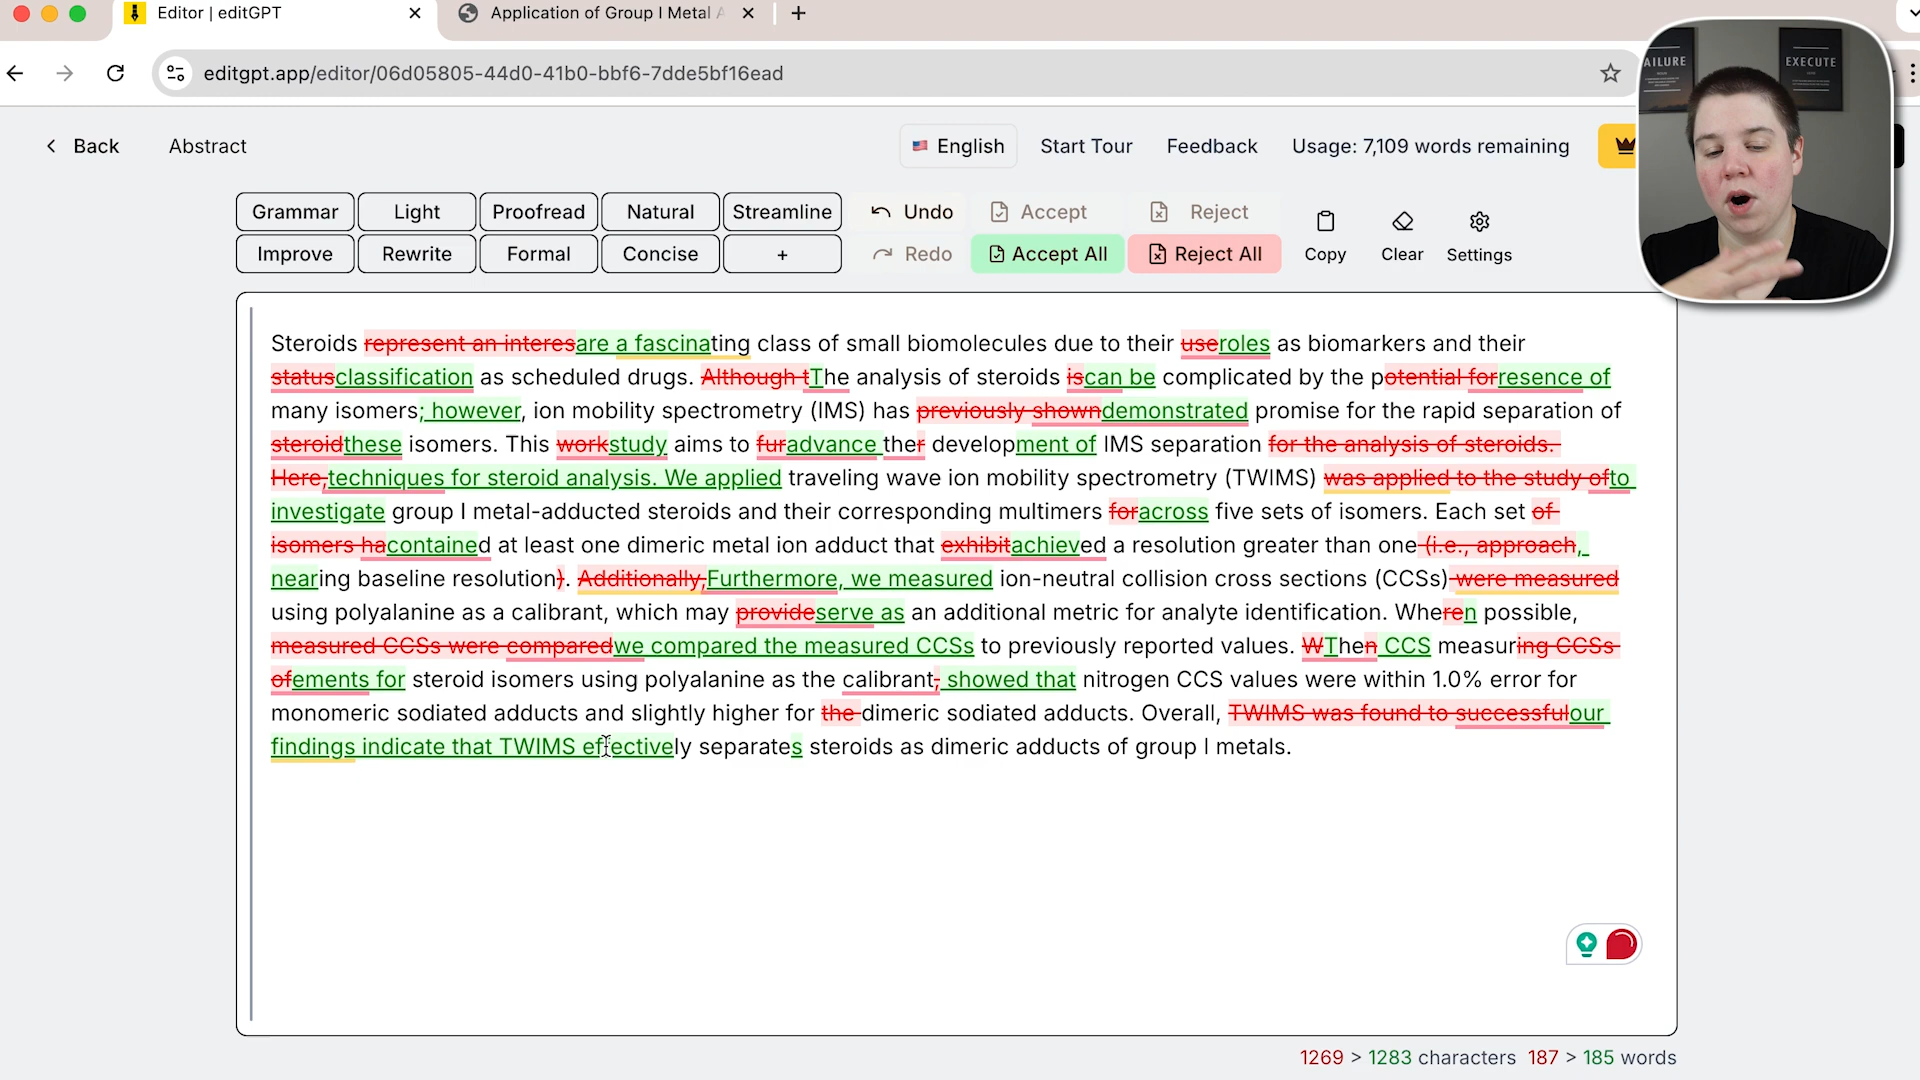 Editor | editGPT
Application of Group I Metal A
editgpt.app/editor/06d05805-44d0-41b0-bbf6-7dde5bf16ead
AILURE
EXECUTE
Back
Abstract
English
Start Tour
Feedback
Usage: 7,109 words remaining
Grammar
Light
Proofread
Natural
Streamline
Undo
Accept
Reject
Improve
Rewrite
Formal
Concise
+
Redo
Accept All
Reject All
Copy
Clear
Settings
Steroids represent an interesare a fascinating class of small biomolecules due to their useroles as biomarkers and their
statusclassification as scheduled drugs. Although tThe analysis of steroids iscan be complicated by the potential forresence of
many isomers; however, ion mobility spectrometry (IMS) has previously showndemonstrated promise for the rapid separation of
steroidthese isomers. This workstudy aims to furadvance ther development of IMS separation for the analysis of steroids.
Here,techniques for steroid analysis. We applied traveling wave ion mobility spectrometry (TWIMS) was applied to the study ofto
investigate group I metal-adducted steroids and their corresponding multimers foracross five sets of isomers. Each set of
isomers hacontained at least one dimeric metal ion adduct that exhibitachieved a resolution greater than one (i.e., approach,
nearing baseline resolution). Additionally,Furthermore, we measured ion-neutral collision cross sections (CCSs) were measured
using polyalanine as a calibrant, which may provideserve as an additional metric for analyte identification. Wheren possible,
measured CCSs were comparedwe compared the measured CCSs to previously reported values. WThen CCS measuring CCSs
ofements for steroid isomers using polyalanine as the calibrant, showed that nitrogen CCS values were within 1.0% error for
monomeric sodiated adducts and slightly higher for the dimeric sodiated adducts. Overall, TWIMS was found to successfulour
findings indicate that TWIMS effectively separates steroids as dimeric adducts of group I metals.
1269 > 1283 characters 187 > 185 words